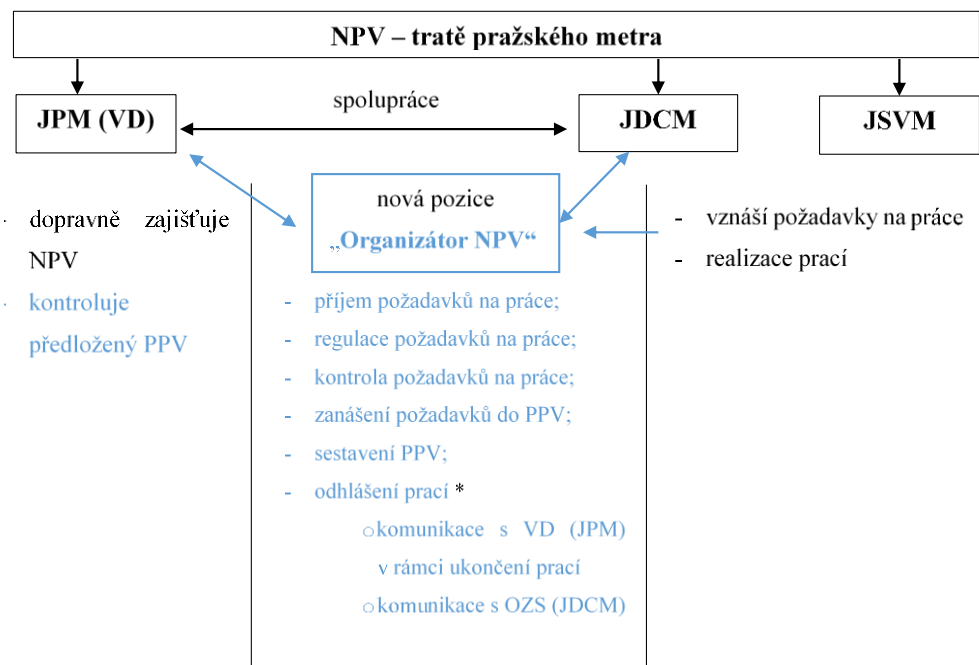 NPV – tratě pražského metra
JPM (VD)
spolupráce
JDCM
JSVM
· dopravně zajišťuje
NPV
· kontroluje
předložený PPV
nová pozice
„Organizátor NPV“
- příjem požadavků na práce;
- regulace požadavků na práce;
- kontrola požadavků na práce;
- zanášení požadavků do PPV;
- sestavení PPV;
- odhlášení prací *
o komunikace s VD (JPM)
v rámci ukončení prací
o komunikace s OZS (JDCM)
- vznáší požadavky na práce
- realizace prací